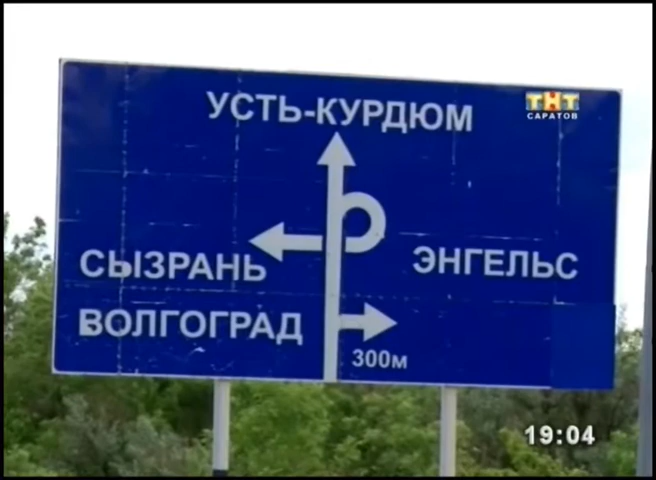 УСТЬ-КУРДЮМ
ТНТ
САРАТОВ
СЫЗРАНЬ
ЭНГЕЛЬС
ВОЛГОГРАД
300м
19:04